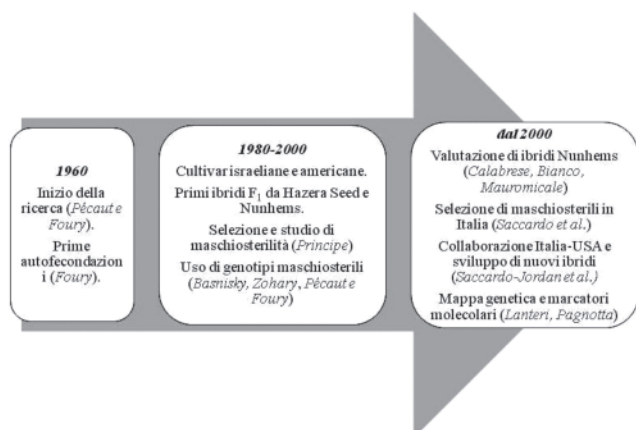 1960
Inizio della
ricerca (Pécaut e
Foury).
Prime
autofecondazion
i (Foury).
1980-2000
Cultivar israeliane e americane.
Primi ibridi F1 da Hazera Seed e
Nunhems.
Selezione e studio di
maschosterilità (Principe)
Uso di genotipi maschiosterili
(Basnisky, Zohary, Pécaut e
Foury)
dal 2000
Valutazione di ibridi Nunhems
(Calabrese, Bianco,
Mauromicale)
Selezione di maschosterili in
Italia (Saccardo et al.)
Collaborazione Italia-USA e
sviluppo di nuovi ibridi
(Saccardo-Jordan et al.)
Mappa genetica e marcatori
molecolari (Lanteri, Pagnotta)